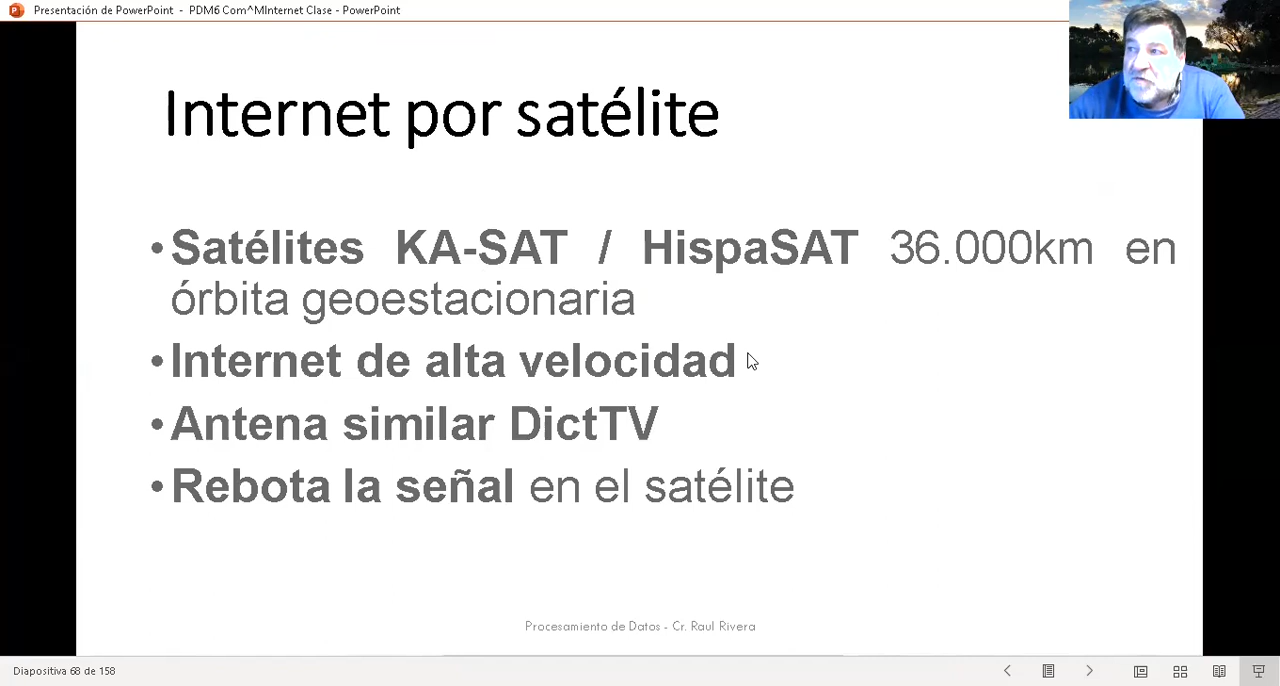 Presentación de PowerPoint - PDM6 Com^MInternet Clase - PowerPoint
Internet por satélite
• Satélites KA-SAT / HispaSAT 36.000km en
órbita geoestacionaria
• Internet de alta velocidad
• Antena similar DictTV
• Rebota la señal en el satélite
Procesamiento de Datos - Cr. Raul Rivera
Diapositiva 68 de 158